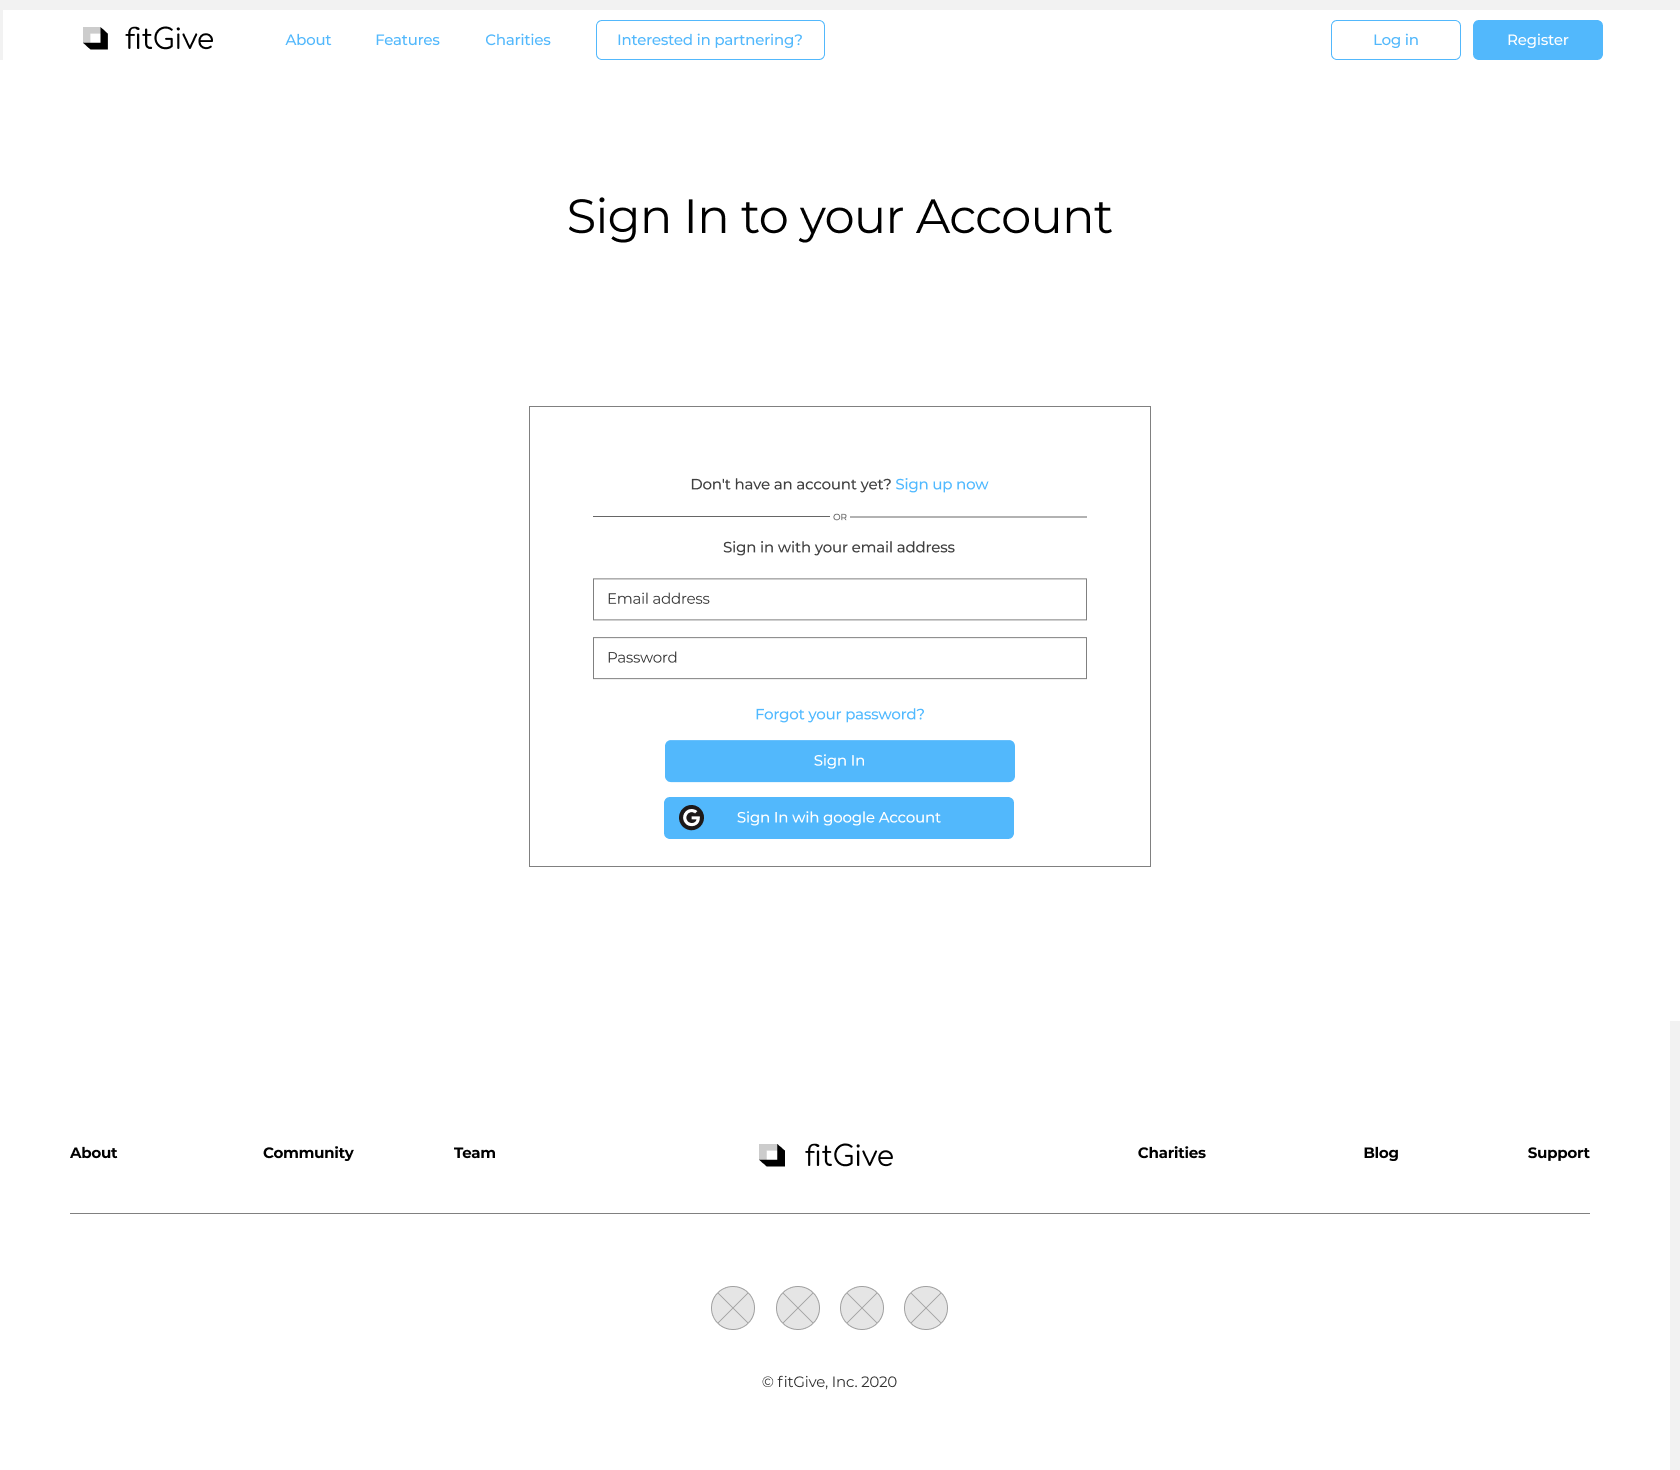 fitGive
About
Features
Charities
Interested in partnering?
Log in
Register
Sign In to your Account
Don't have an account yet? Sign up now
OR
Sign in with your email address
Email address
Password
Forgot your password?
Sign In
G
Sign In wih google Account
About
Community
Team
fitGive
Charities
Blog
Support
© fitGive, Inc. 2020